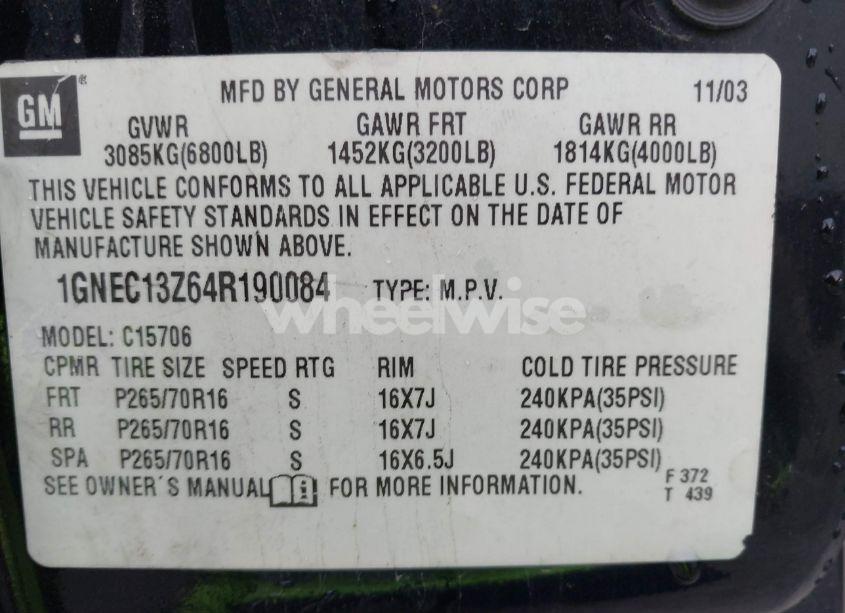 GM ®
MFD BY GENERAL MOTORS CORP 11/03
GVWR GAWR FRT GAWR RR
3085KG(6800LB) 1452KG(3200LB) 1814KG(4000LB)
THIS VEHICLE CONFORMS TO ALL APPLICABLE U.S. FEDERAL MOTOR
VEHICLE SAFETY STANDARDS IN EFFECT ON THE DATE OF
MANUFACTURE SHOWN ABOVE.
1GNEC13Z64R190084 TYPE: M.P.V.
wheelwise
MODEL: C15706
CPMR TIRE SIZE SPEED RTG RIM COLD TIRE PRESSURE
FRT P265/70R16 S 16X7J 240KPA(35PSI)
RR P265/70R16 S 16X7J 240KPA(35PSI)
SPA P265/70R16 S 16X6.5J 240KPA(35PSI)
SEE OWNER´S MANUAL i FOR MORE INFORMATION.
F 372
T 439